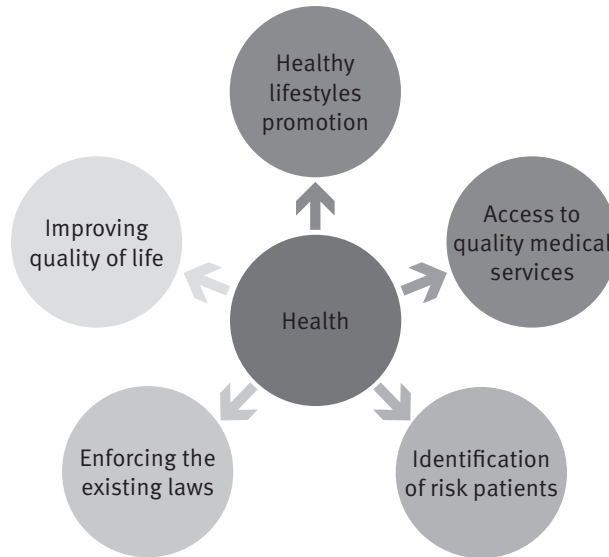 Healthy
lifestyles
promotion
Improving
quality of life
Access to
quality medical
services
Health
Enforcing the
existing laws
Identification
of risk patients